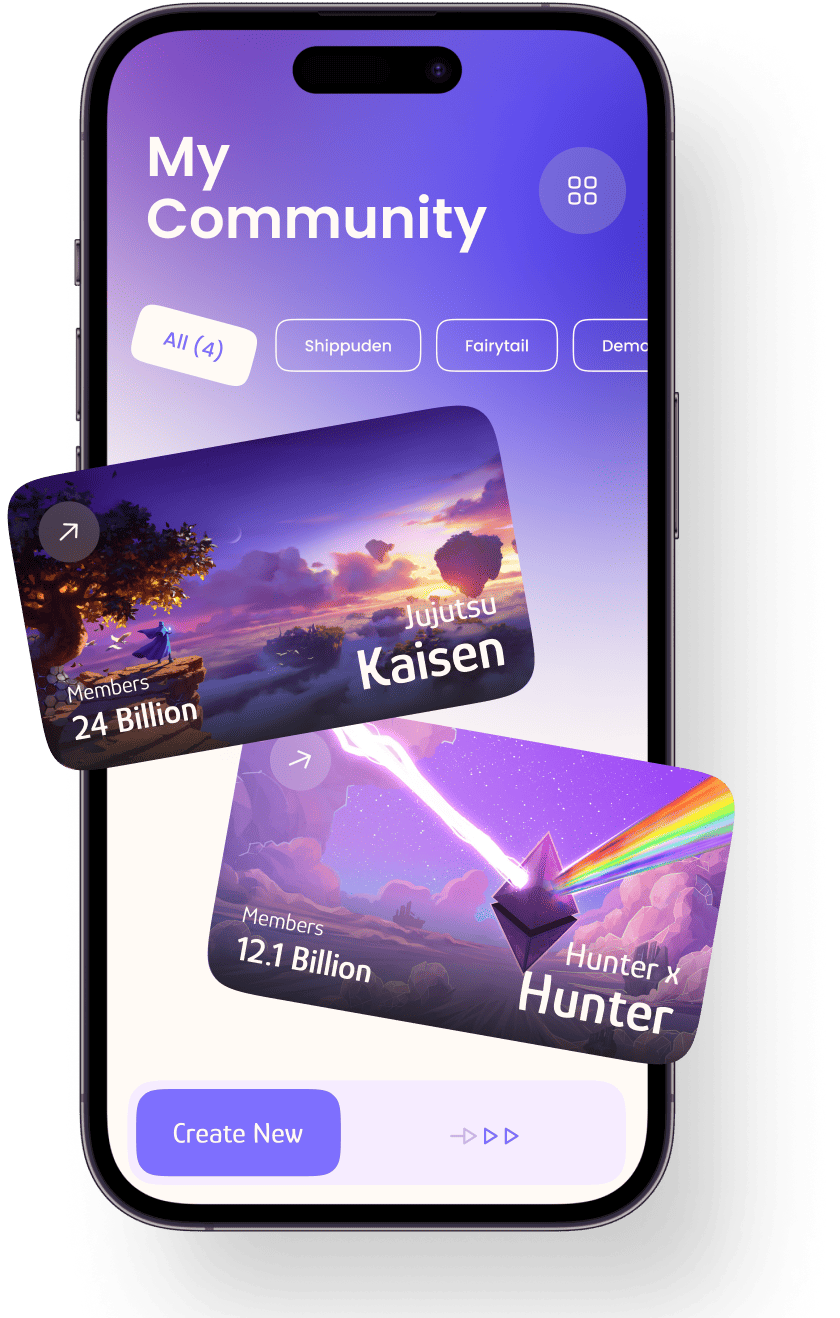 My
Community
All (4)
Shippuden
Fairytail
Demo
Jujutsu
Kaisen
Members
24 Billion
Members
12.1 Billion
Hunter x
Hunter
Create New